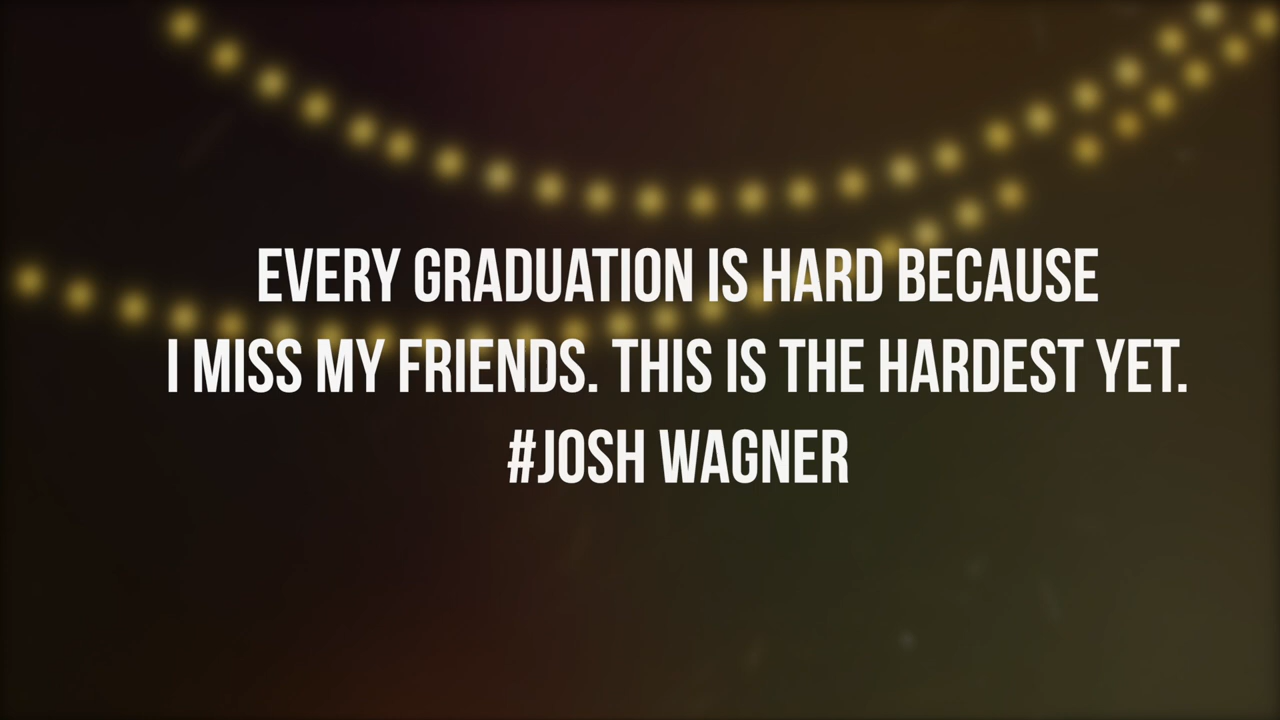 EVERY GRADUATION IS HARD BECAUSE
I MISS MY FRIENDS. THIS IS THE HARDEST YET.
#JOSH WAGNER